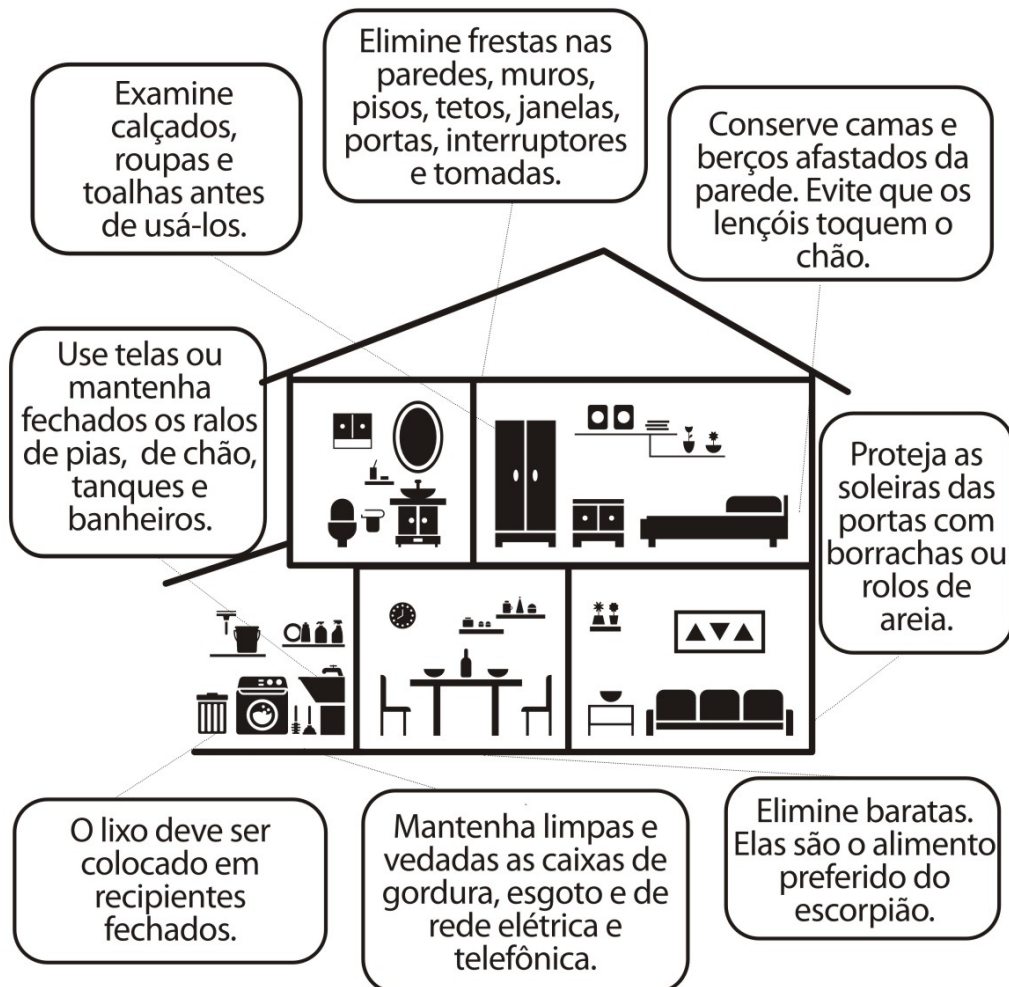 Elimine frestas nas
paredes, muros,
pisos, tetos, janelas,
portas, interruptores
e tomadas.
Examine
calçados,
roupas e
toalhas antes
de usá-los.
Conserve camas e
berços afastados da
parede. Evite que os
lençóis toquem o
chão.
Use telas ou
mantenha
fechados os ralos
de pias, de chão,
tanques e
banheiros.
Proteja as
soleiras das
portas com
borrachas ou
rolos de
areia.
O lixo deve ser
colocado em
recipientes
fechados.
Mantenha limpas e
vedadas as caixas de
gordura, esgoto e de
rede elétrica e
telefônica.
Elimine baratas.
Elas são o alimento
preferido do
escorpião.